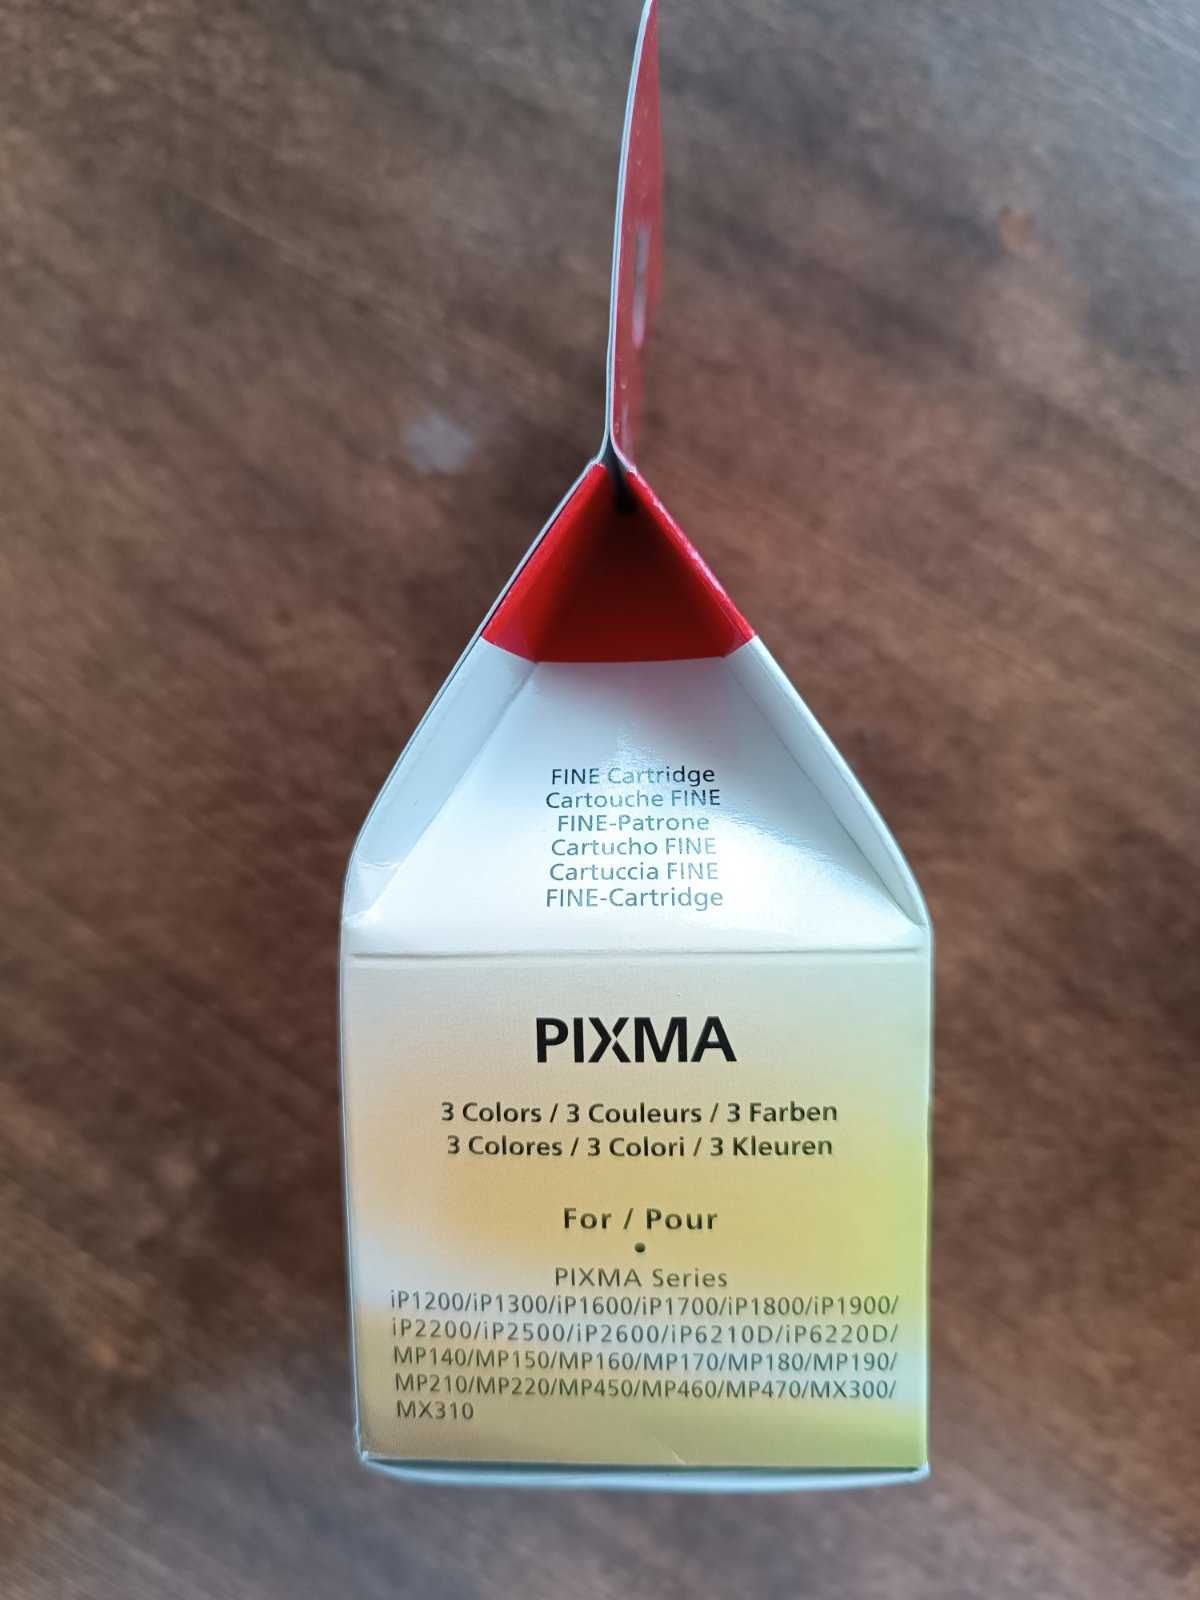 FINE Cartridge
Cartouche FINE
FINE-Patrone
Cartucho FINE
Cartuccia FINE
FINE-Cartridge
PIXMA
3 Colors / 3 Couleurs / 3 Farben
3 Colores / 3 Colori / 3 Kleuren
For / Pour
•
PIXMA Series
iP1200/iP1300/iP1600/iP1700/iP1800/iP1900/
iP2200/iP2500/iP2600/iP6210D/iP6220D/
MP140/MP150/MP160/MP170/MP180/MP190/
MP210/MP220/MP450/MP460/MP470/MX300/
MX310